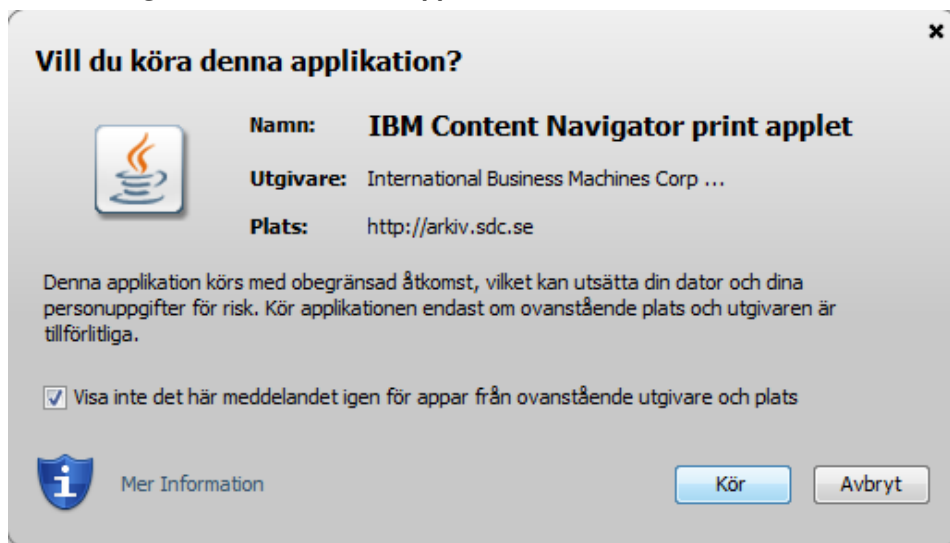 Vill du köra denna applikation?
Namn: IBM Content Navigator print applet
Utgivare: International Business Machines Corp ...
Plats: http://arkiv.sdc.se
Denna applikation körs med obegränsad åtkomst, vilket kan utsätta din dator och dina
personuppgifter för risk. Kör applikationen endast om ovanstående plats och utgivaren är
tillförlitliga.
Visa inte det här meddelandet igen för appar från ovanstående utgivare och plats
Mer Information
Kör Avbryt